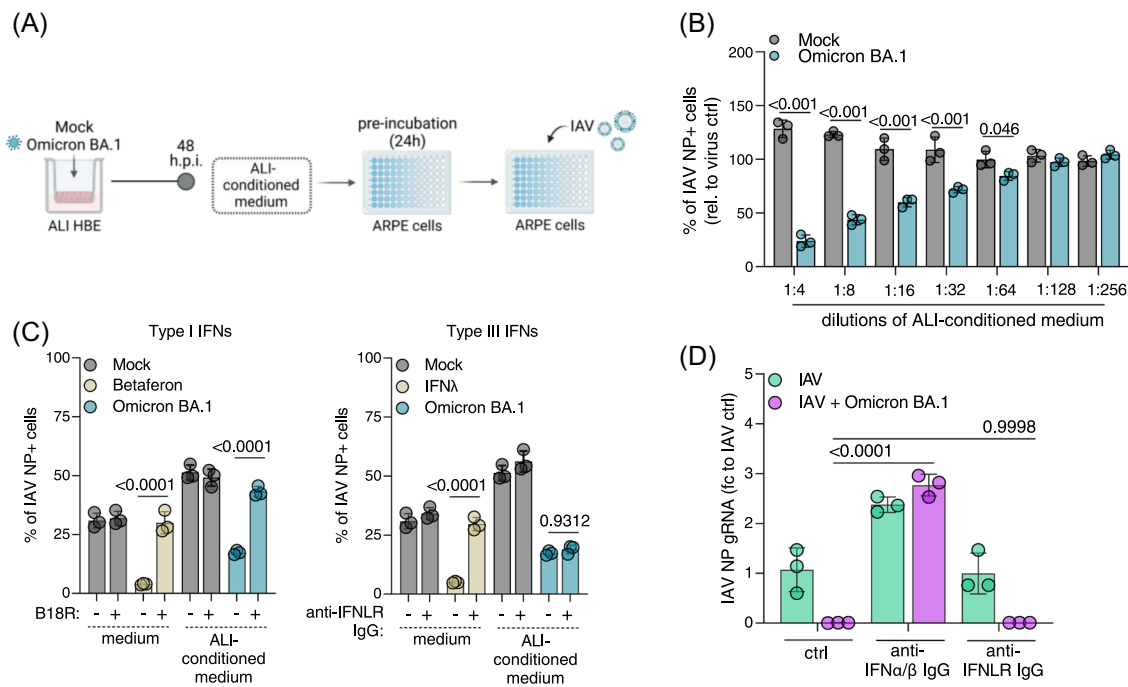 (A)
Mock
Omicron BA.1
ALI HBE
48
h.p.i.
ALI-
conditioned
medium
pre-incubation
(24h)
ARPE cells
IAV
ARPE cells
(B)
Mock
Omicron BA.1
% of IAV NP+ cells
(rel. to virus ctrl)
200
150
100
50
0
<0.001
<0.001
<0.001
<0.001
0.046
1:4 1:8 1:16 1:32 1:64 1:128 1:256
dilutions of ALI-conditioned medium
(C)
Type I IFNs
% of IAV NP+ cells
100
75
50
25
0
Mock
Betaferon
Omicron BA.1
<0.0001
<0.0001
B18R: - + - + - + - +
medium
ALI-
conditioned
medium
Type III IFNs
% of IAV NP+ cells
100
75
50
25
0
Mock
IFNλ
Omicron BA.1
<0.0001
0.9312
anti-IFNLR
IgG:
- + - + - + - +
medium
ALI-
conditioned
medium
(D)
IAV
IAV + Omicron BA.1
IAV NP gRNA (fc to IAV ctrl)
5
4
3
2
1
0
0.9998
<0.0001
ctrl
anti-
IFNα/β IgG
anti-
IFNLR IgG